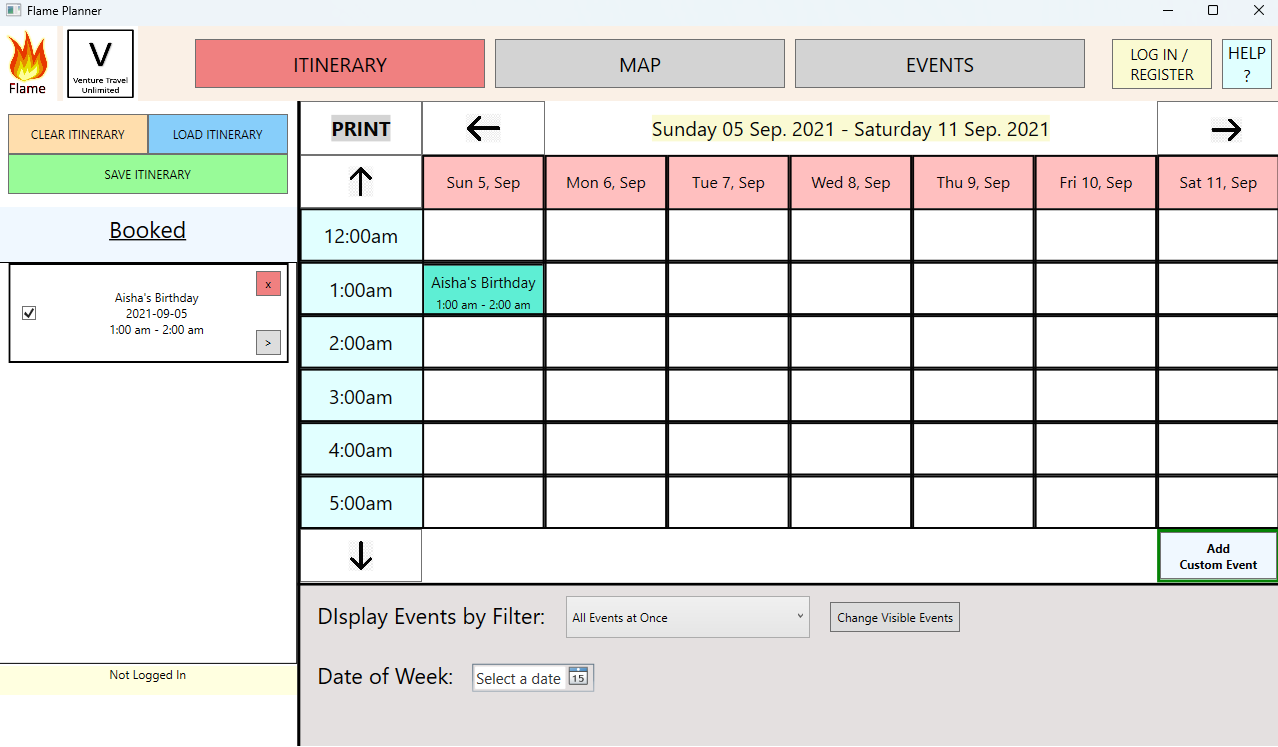 Flame Planner
Flame
V
Venture Travel
Unlimited
ITINERARY
MAP
EVENTS
LOG IN /
REGISTER
HELP
?
CLEAR ITINERARY
LOAD ITINERARY
SAVE ITINERARY
Booked
Aisha's Birthday
2021-09-05
1:00 am - 2:00 am
x
>
Not Logged In
PRINT
Sunday 05 Sep. 2021 - Saturday 11 Sep. 2021
Sun 5, Sep
Mon 6, Sep
Tue 7, Sep
Wed 8, Sep
Thu 9, Sep
Fri 10, Sep
Sat 11, Sep
12:00am
1:00am
Aisha's Birthday
1:00 am - 2:00 am
2:00am
3:00am
4:00am
5:00am
Add
Custom Event
DIsplay Events by Filter:
All Events at Once
Change Visible Events
Date of Week:
Select a date
15